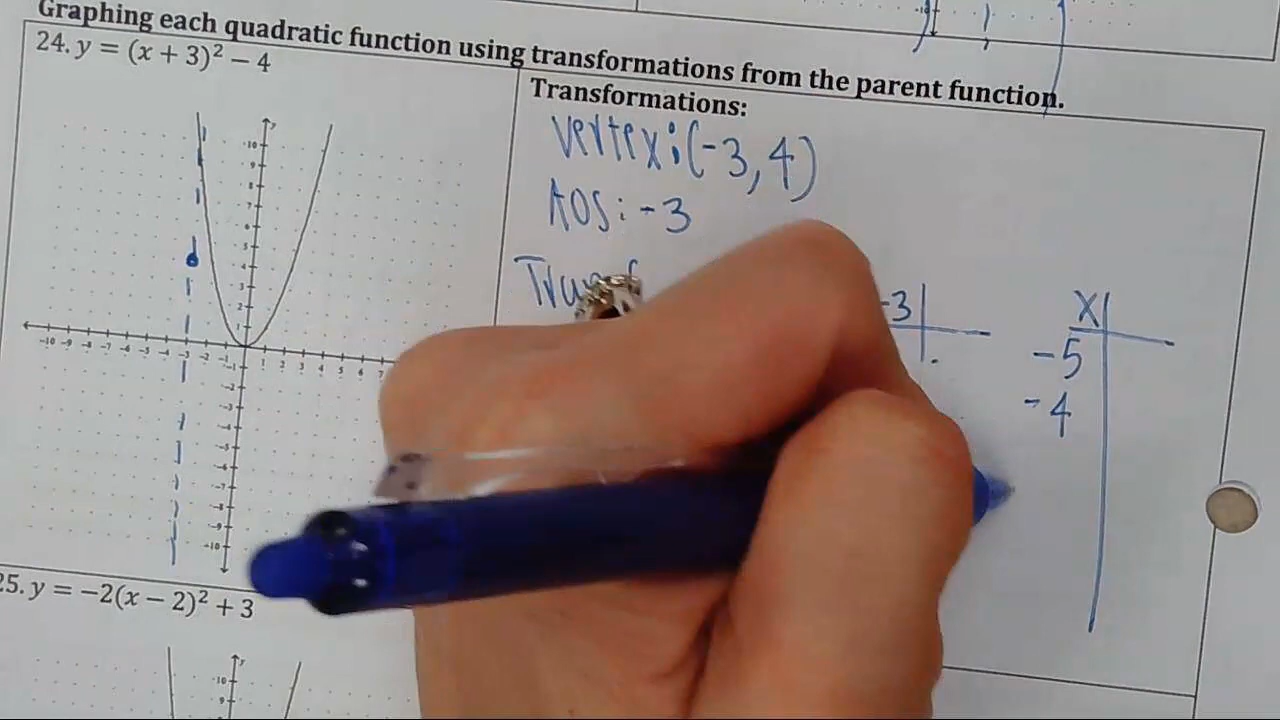 Graphing each quadratic function using transformations from the parent function.
24. y = (x + 3)² − 4
Transformations:
Vertex: (-3, 4)
AOS: -3
-3
X
-5
-4
25. y = −2(x − 2)² + 3